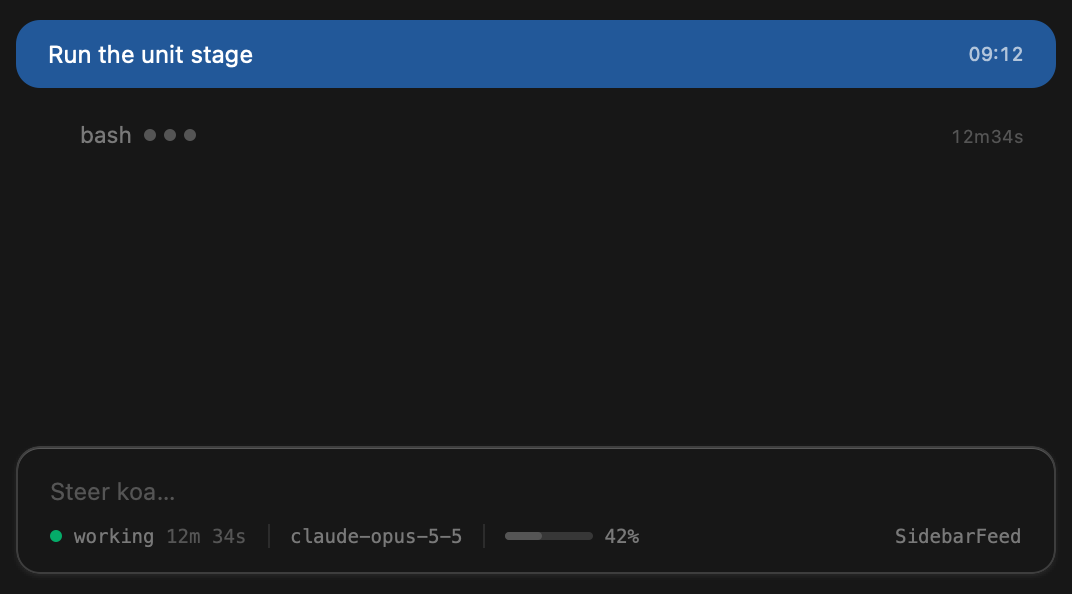 Run the unit stage 09:12
bash 12m34s
Steer koa...
working 12m 34s claude-opus-5-5 42% SidebarFeed